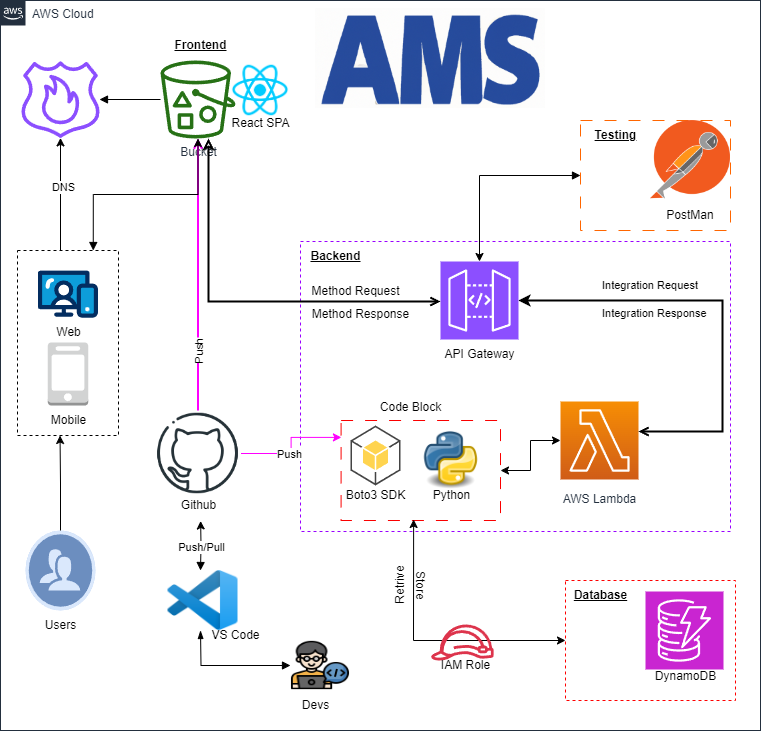 aws
AWS Cloud
AMS
Frontend
React SPA
Bucket
Testing
PostMan
DNS
Backend
Method Request
Method Response
Integration Request
Integration Response
API Gateway
Web
Mobile
Push
Code Block
Boto3 SDK
Python
AWS Lambda
Push
Github
Push/Pull
Users
VS Code
Retrive
Store
IAM Role
Database
DynamoDB
Devs